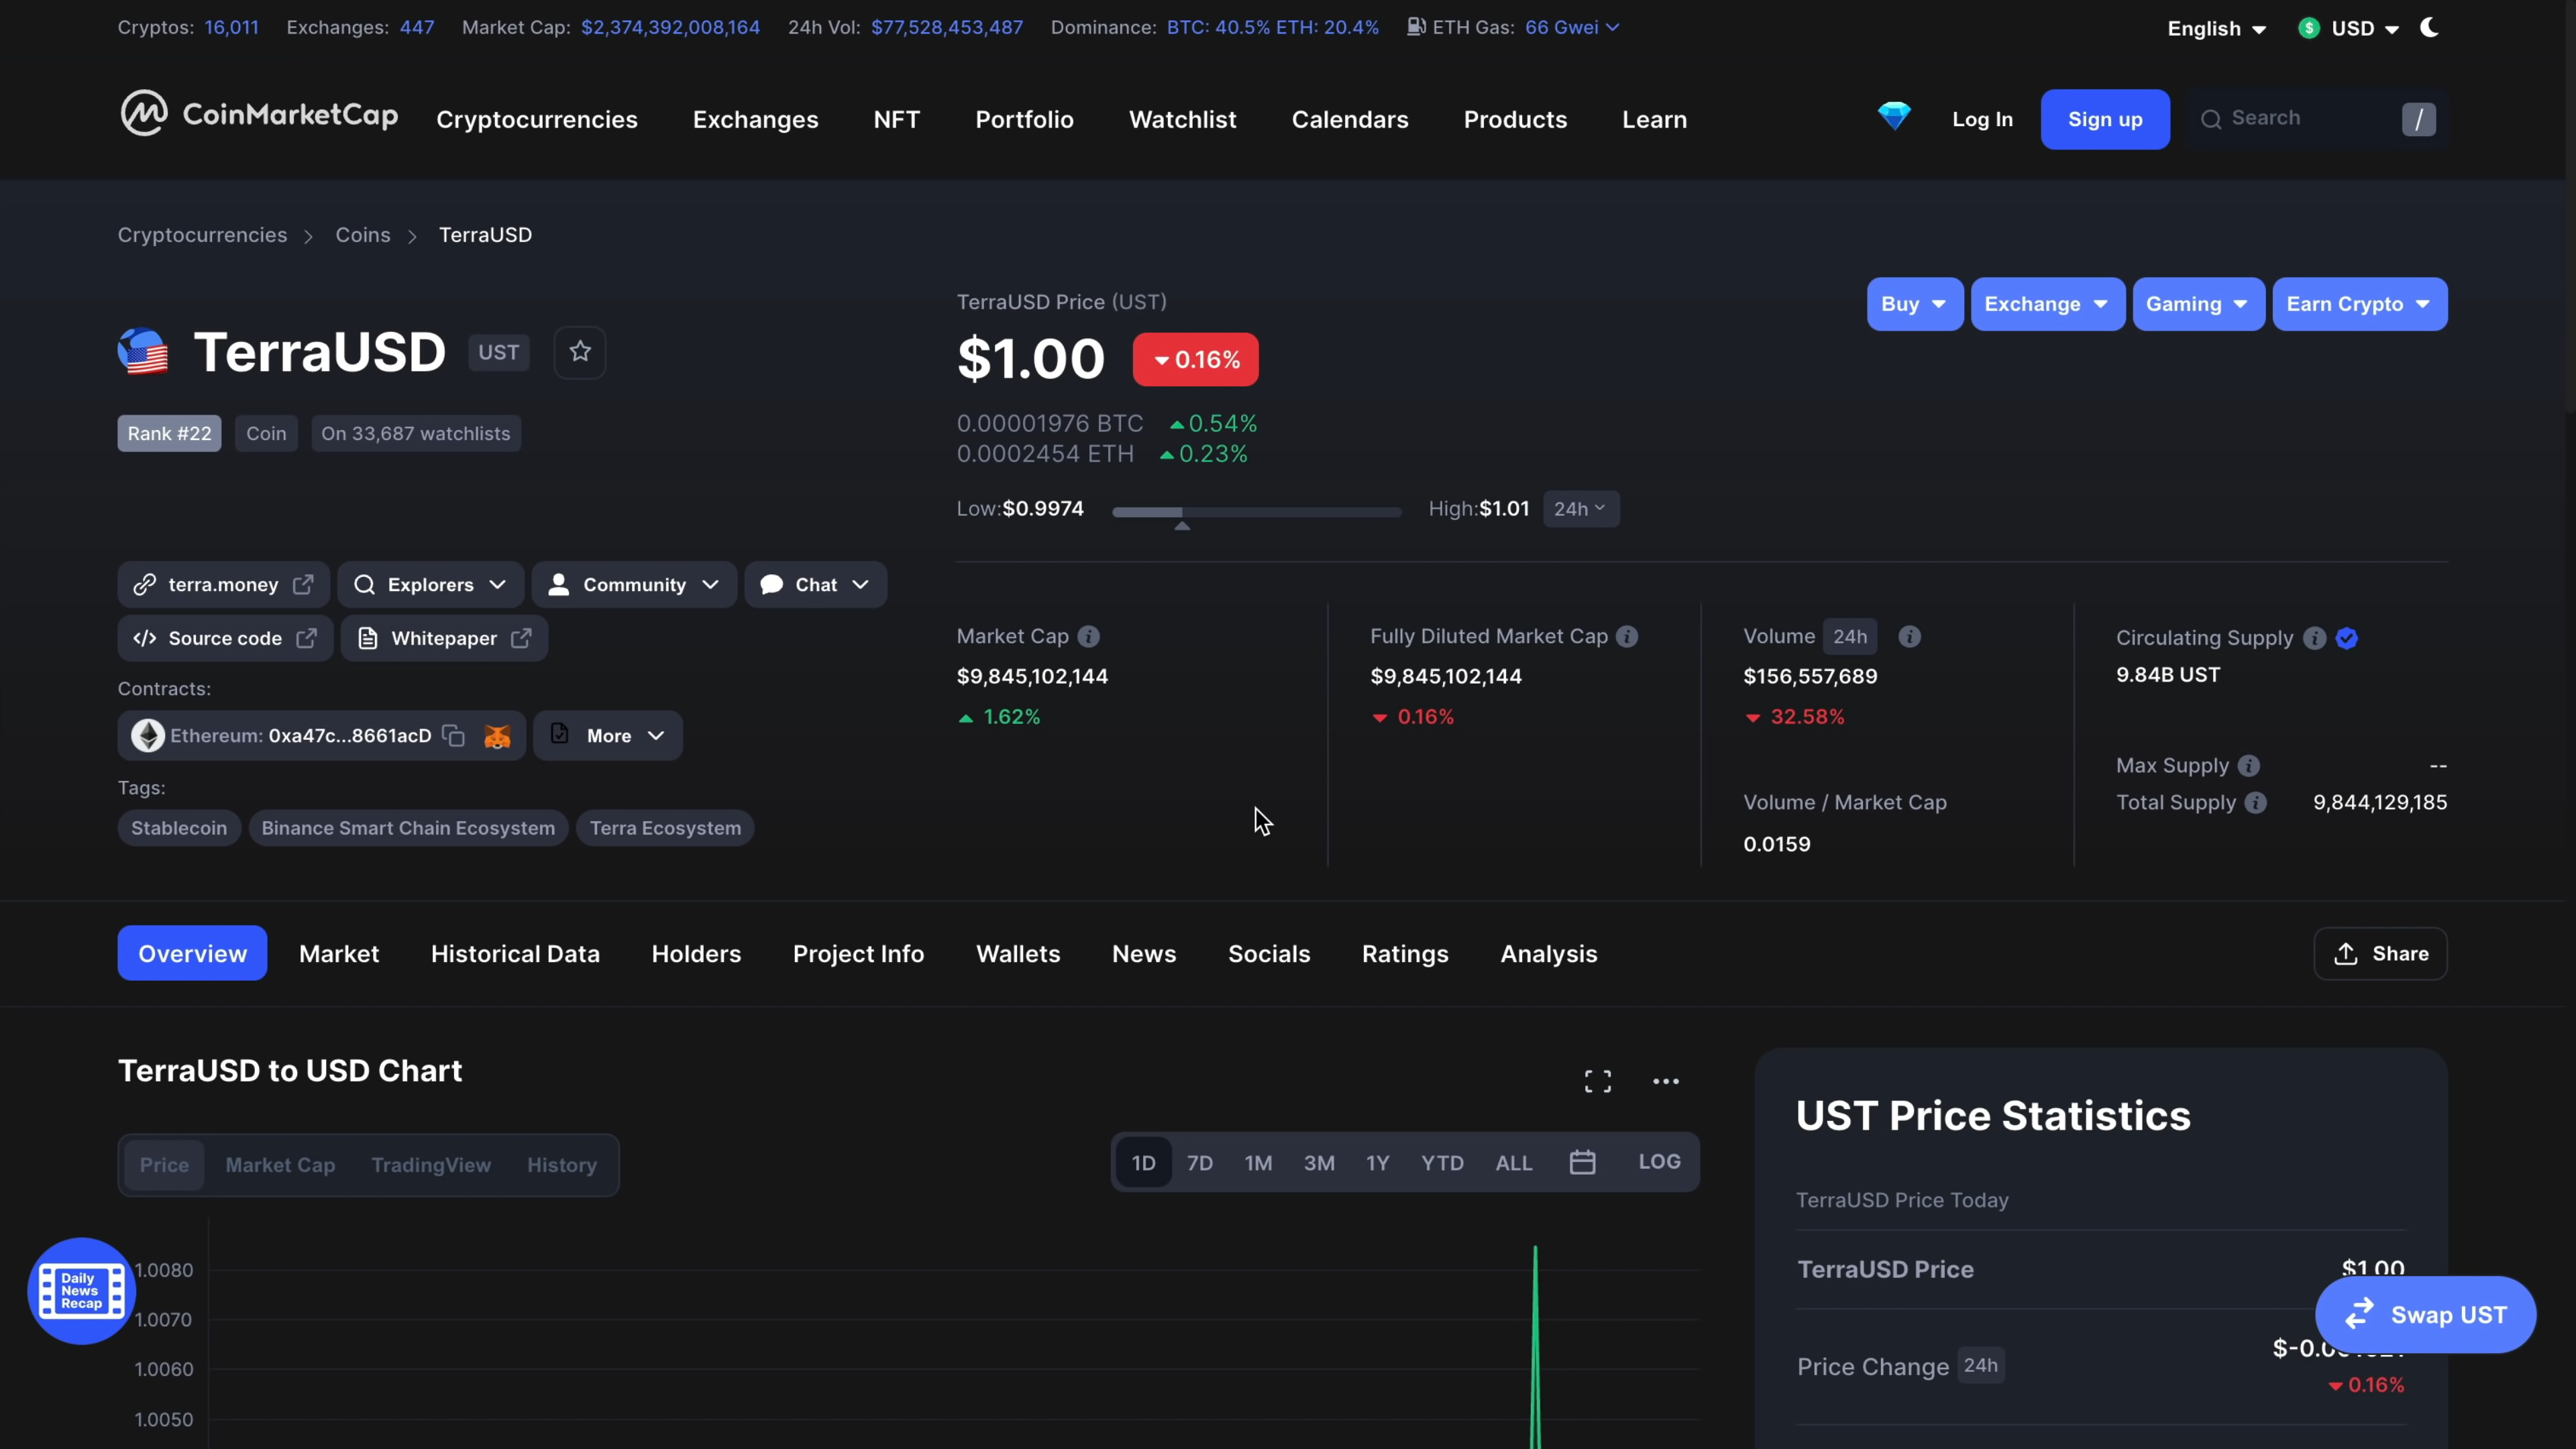 Cryptos: 16,011 Exchanges: 447 Market Cap: $2,374,392,008,164 24h Vol: $77,528,453,487 Dominance: BTC: 40.5% ETH: 20.4% ETH Gas: 66 Gwei English USD
CoinMarketCap Cryptocurrencies Exchanges NFT Portfolio Watchlist Calendars Products Learn Log In Sign up Search /
Cryptocurrencies > Coins > TerraUSD
TerraUSD Price (UST)
Buy Exchange Gaming Earn Crypto
TerraUSD UST
$1.00 0.16%
Rank #22 Coin On 33,687 watchlists
0.00001976 BTC 0.54%
0.0002454 ETH 0.23%
Low:$0.9974 High:$1.01 24h
terra.money Explorers Community Chat
Source code Whitepaper
Contracts:
Ethereum: 0xa47c...8661acD More
Tags:
Stablecoin Binance Smart Chain Ecosystem Terra Ecosystem
Market Cap
$9,845,102,144
1.62%
Fully Diluted Market Cap
$9,845,102,144
0.16%
Volume 24h
$156,557,689
32.58%
Volume / Market Cap
0.0159
Circulating Supply
9.84B UST
Max Supply --
Total Supply 9,844,129,185
Overview Market Historical Data Holders Project Info Wallets News Socials Ratings Analysis Share
TerraUSD to USD Chart
Price Market Cap TradingView History
1D 7D 1M 3M 1Y YTD ALL LOG
1.0080
1.0070
1.0060
1.0050
Daily
News
Recap
UST Price Statistics
TerraUSD Price Today
TerraUSD Price $1.00
Swap UST
Price Change 24h
0.16%